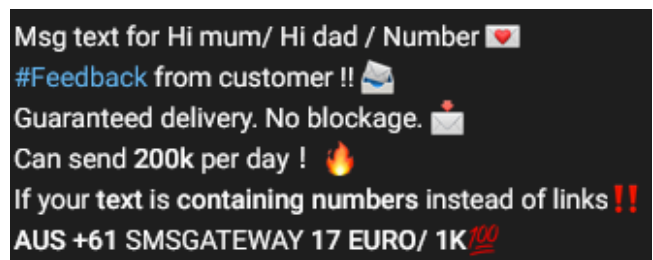 Msg text for Hi mum/ Hi dad / Number 💌
#Feedback from customer !! 📨
Guaranteed delivery. No blockage. 📩
Can send 200k per day ! 🔥
If your text is containing numbers instead of links‼️
AUS +61 SMSGATEWAY 17 EURO/ 1K💯